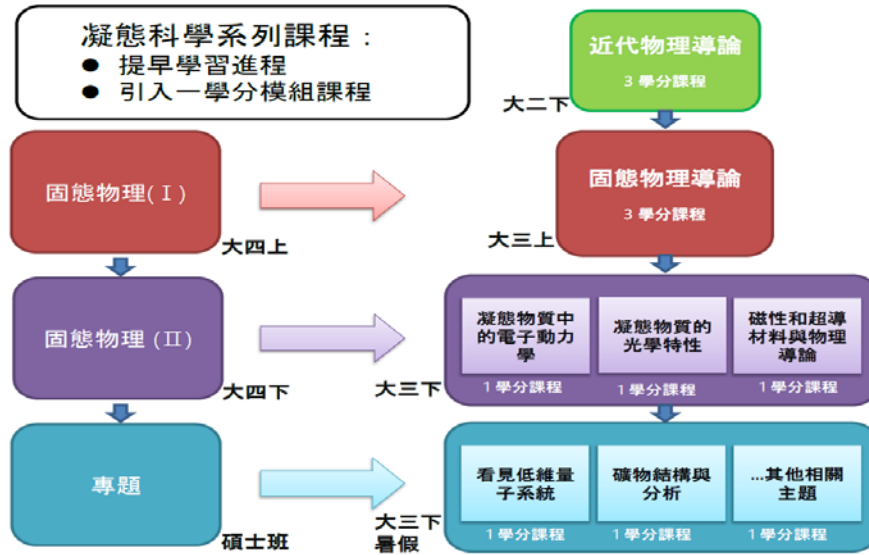 凝態科學系列課程：
● 提早學習進程
● 引入一學分模組課程
近代物理導論
3 學分課程
大二下
固態物理(Ⅰ)
大四上
固態物理導論
3 學分課程
大三上
固態物理 (Ⅱ)
大四下
凝態物質中
的電子動力
學
1 學分課程
凝態物質的
光學特性
1 學分課程
磁性和超導
材料與物理
導論
1 學分課程
大三下
專題
碩士班
看見低維量
子系統
1 學分課程
礦物結構與
分析
1 學分課程
...其他相關
主題
1 學分課程
大三下
暑假